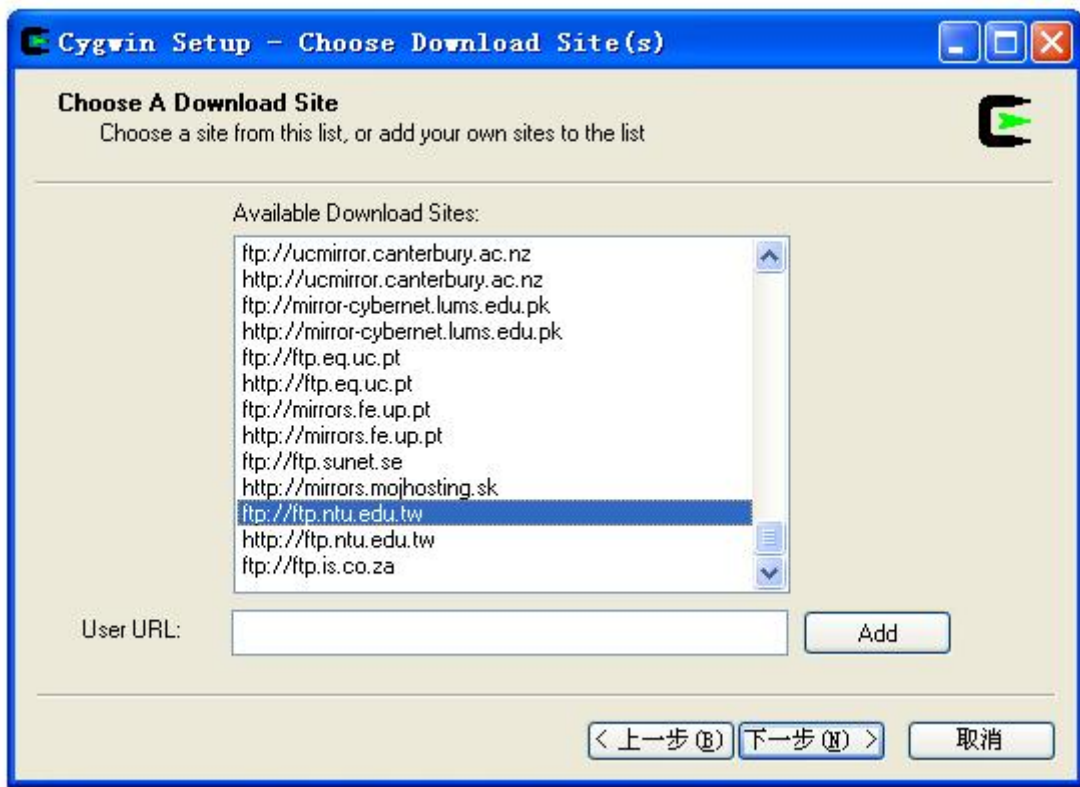 Cygwin Setup - Choose Download Site(s)
Choose A Download Site
Choose a site from this list, or add your own sites to the list
Available Download Sites:
ftp://ucmirror.canterbury.ac.nz
http://ucmirror.canterbury.ac.nz
ftp://mirror-cybernet.lums.edu.pk
http://mirror-cybernet.lums.edu.pk
ftp://ftp.eq.uc.pt
http://ftp.eq.uc.pt
ftp://mirrors.fe.up.pt
http://mirrors.fe.up.pt
ftp://ftp.sunet.se
http://mirrors.mojhosting.sk
ftp://ftp.ntu.edu.tw
http://ftp.ntu.edu.tw
ftp://ftp.is.co.za
User URL:
Add
< 上一步(B) 下一步(N) > 取消